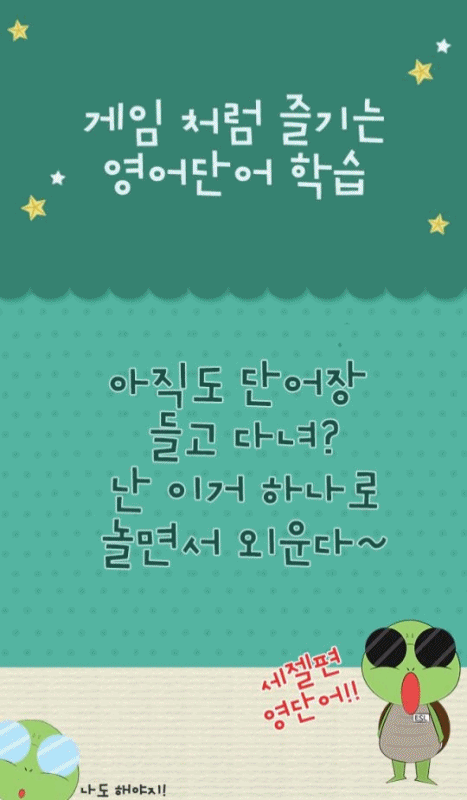 게임 처럼 즐기는
영어단어 학습
아직도 단어장
들고 다녀?
난 이거 하나로
놀면서 외운다~
세젤편
영단어!!
ESL
나도 해야지!